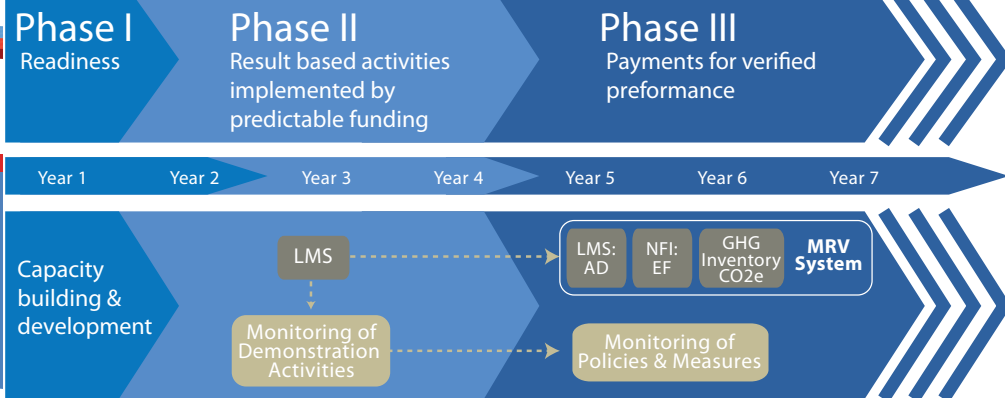 Phase I
Readiness
Phase II
Result based activities
implemented by
predictable funding
Phase III
Payments for verified
preformance
Year 1
Year 2
Year 3
Year 4
Year 5
Year 6
Year 7
Capacity
building &
development
LMS
Monitoring of
Demonstration
Activities
LMS:
AD
NFI:
EF
GHG
Inventory
CO2e
MRV
System
Monitoring of
Policies & Measures